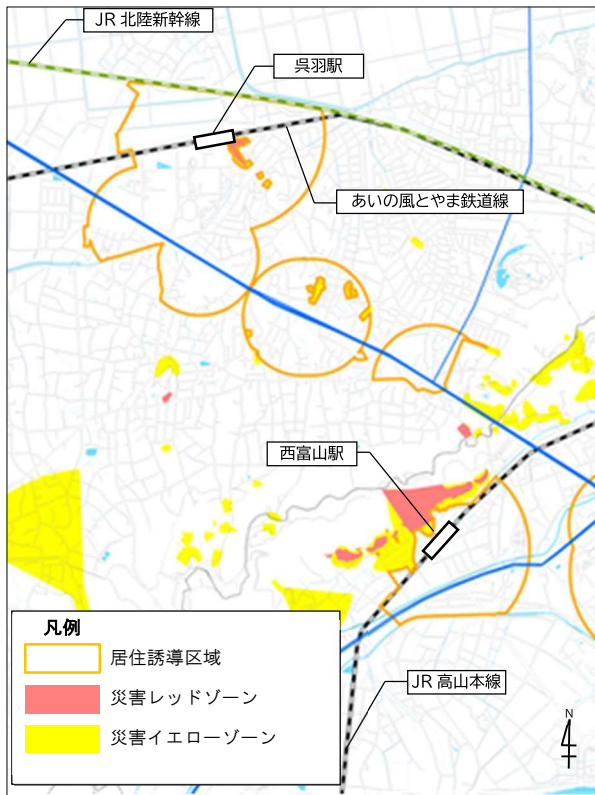 JR 北陸新幹線
呉羽駅
あいの風とやま鉄道線
西富山駅
凡例
居住誘導区域
災害レッドゾーン
災害イエローゾーン
JR 高山本線
N